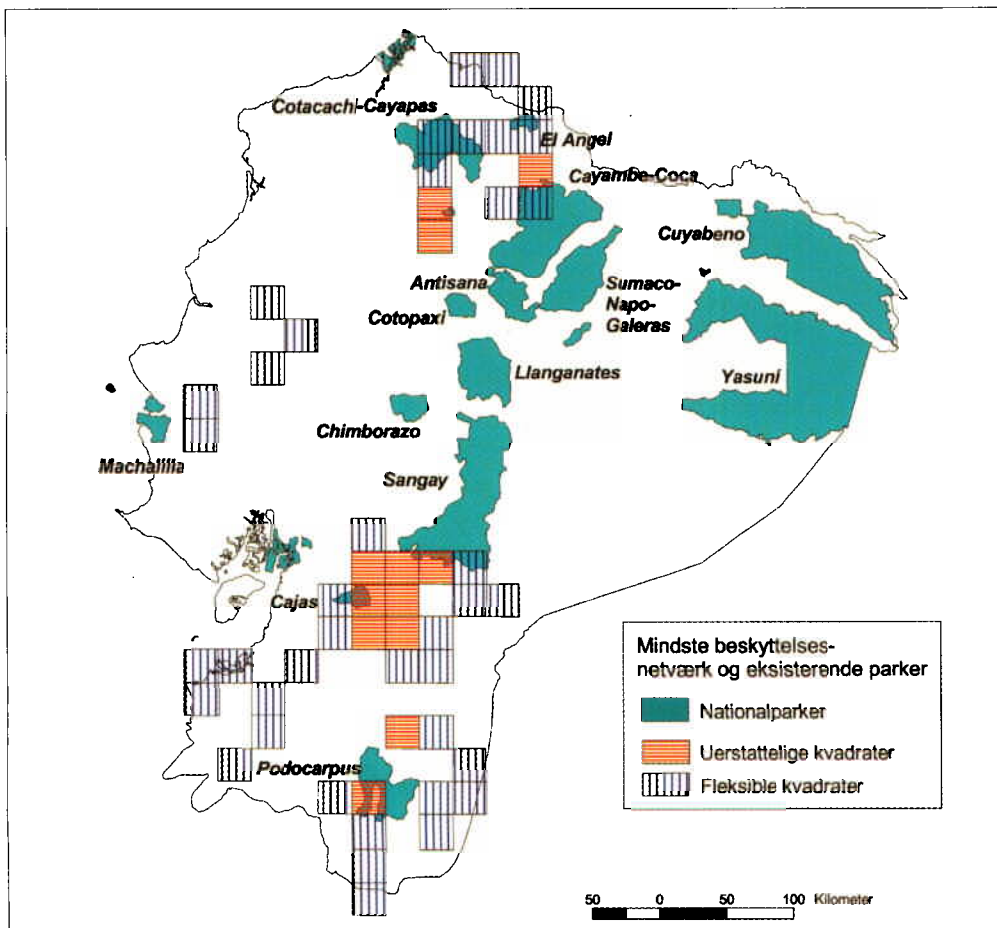 Cotacachi-Cayapas
El Angel
Cayambe-Coca
Cuyabeno
Antisana
Sumaco-
Napo-
Galeras
Cotopaxi
Llanganates
Yasuni
Chimborazo
Machalilla
Sangay
Cajas
Podocarpus
Mindste beskyttelses-
netværk og eksisterende parker
Nationalparker
Uerstattelige kvadrater
Fleksible kvadrater
50 0 50 100 Kilometer